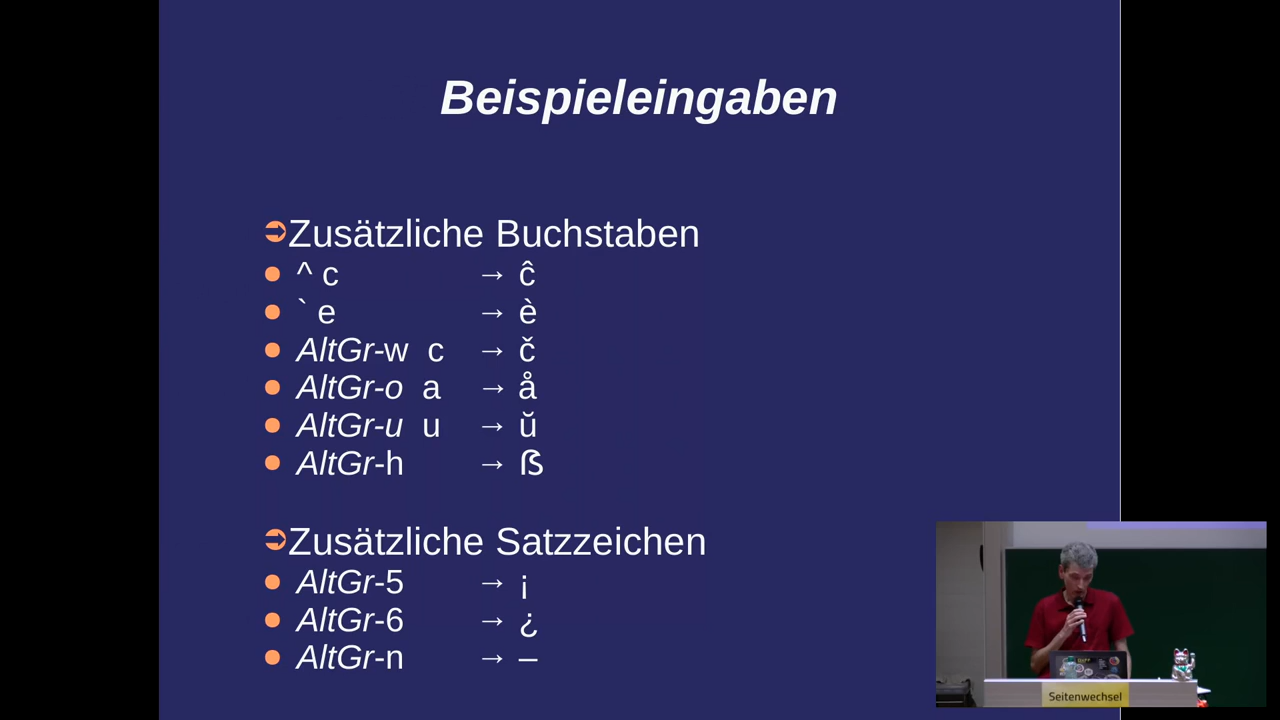 Beispieleingaben
Zusätzliche Buchstaben
^ c → ĉ
` e → è
AltGr-w c → č
AltGr-o a → å
AltGr-u u → ŭ
AltGr-h → ẞ
Zusätzliche Satzzeichen
AltGr-5 → ¡
AltGr-6 → ¿
AltGr-n → –
Seitenwechsel